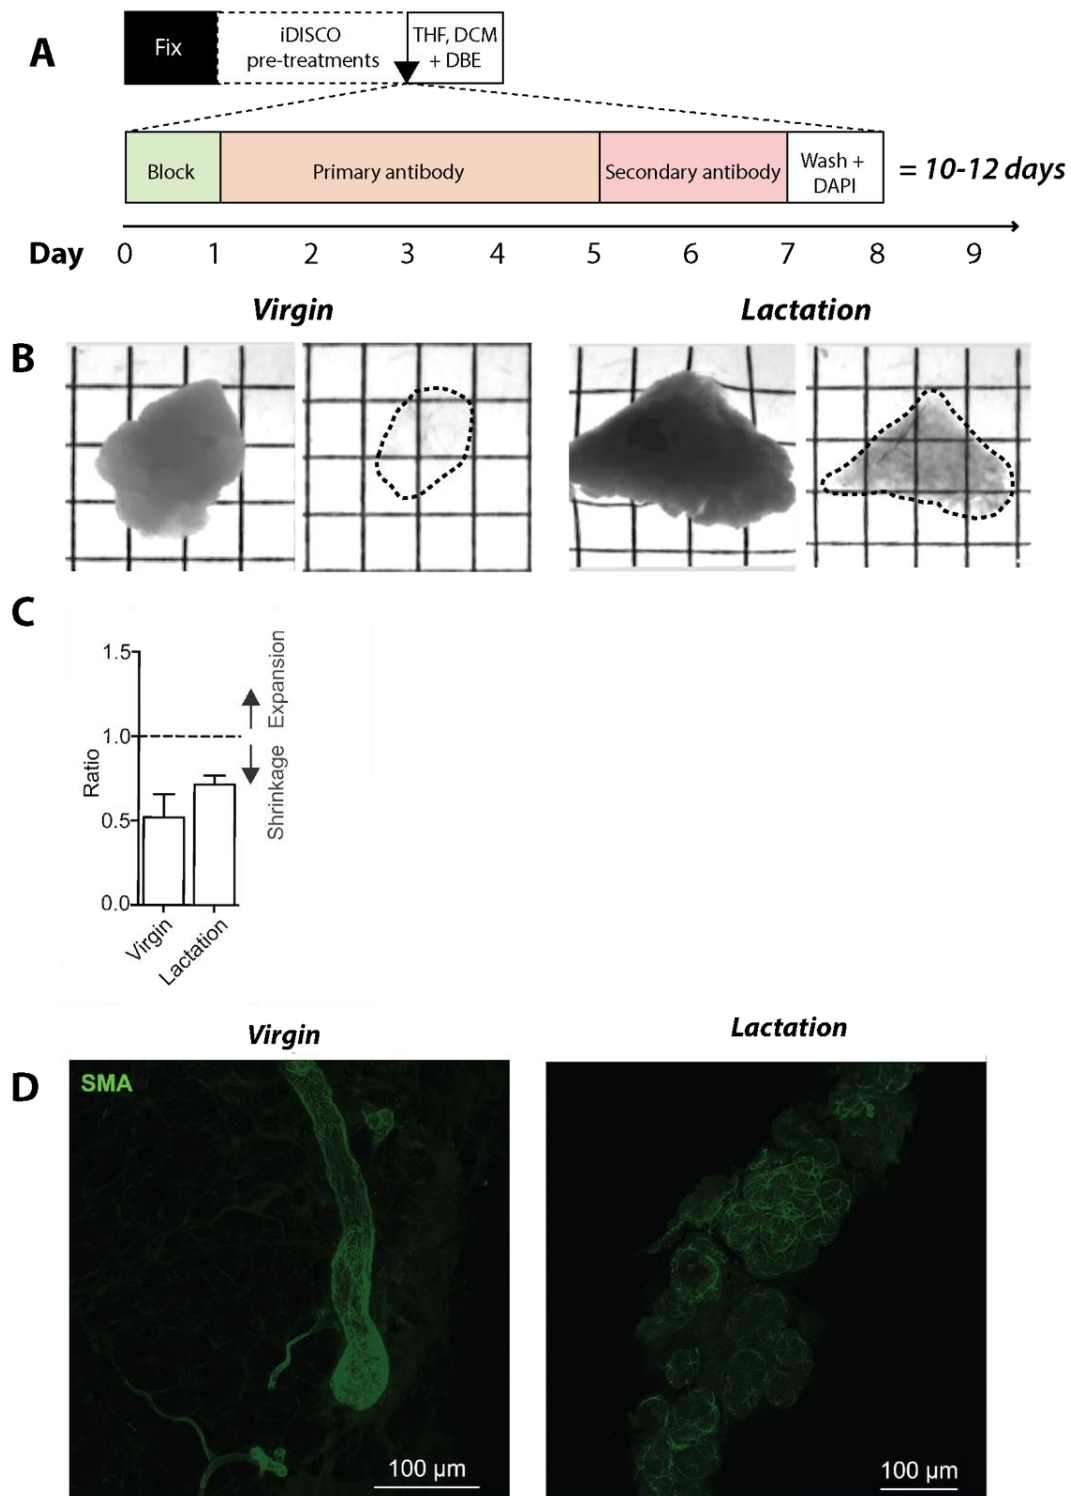 A
Fix
iDISCO
pre-treatments
THF, DCM
+ DBE
Block
Primary antibody
Secondary antibody
Wash +
DAPI
= 10-12 days
Day 0 1 2 3 4 5 6 7 8 9
Virgin
Lactation
B
C
1.5
1.0
0.5
0.0
Ratio
Expansion
Shrinkage
Virgin
Lactation
Virgin
Lactation
D
SMA
100 µm
100 µm